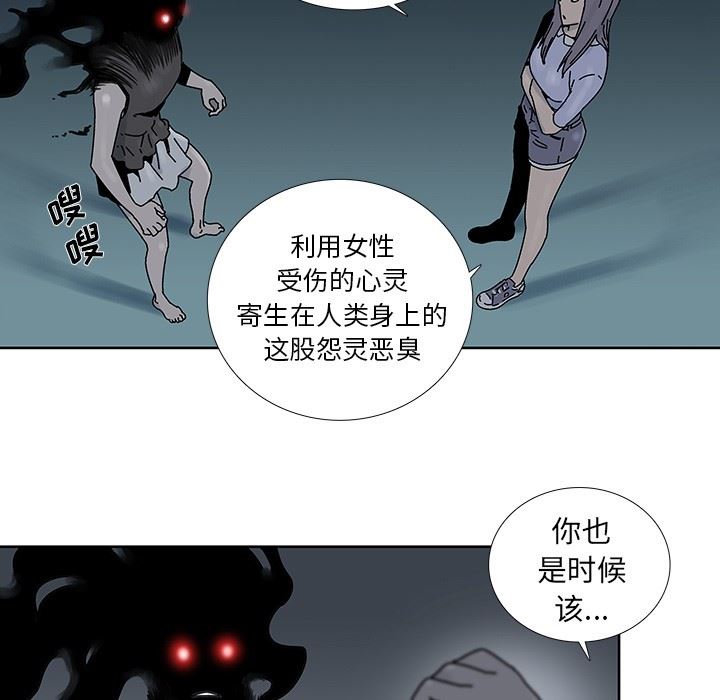 嗖
嗖
利用女性
受伤的心灵
寄生在人类身上的
这股怨灵恶臭
你也
是时候
该…